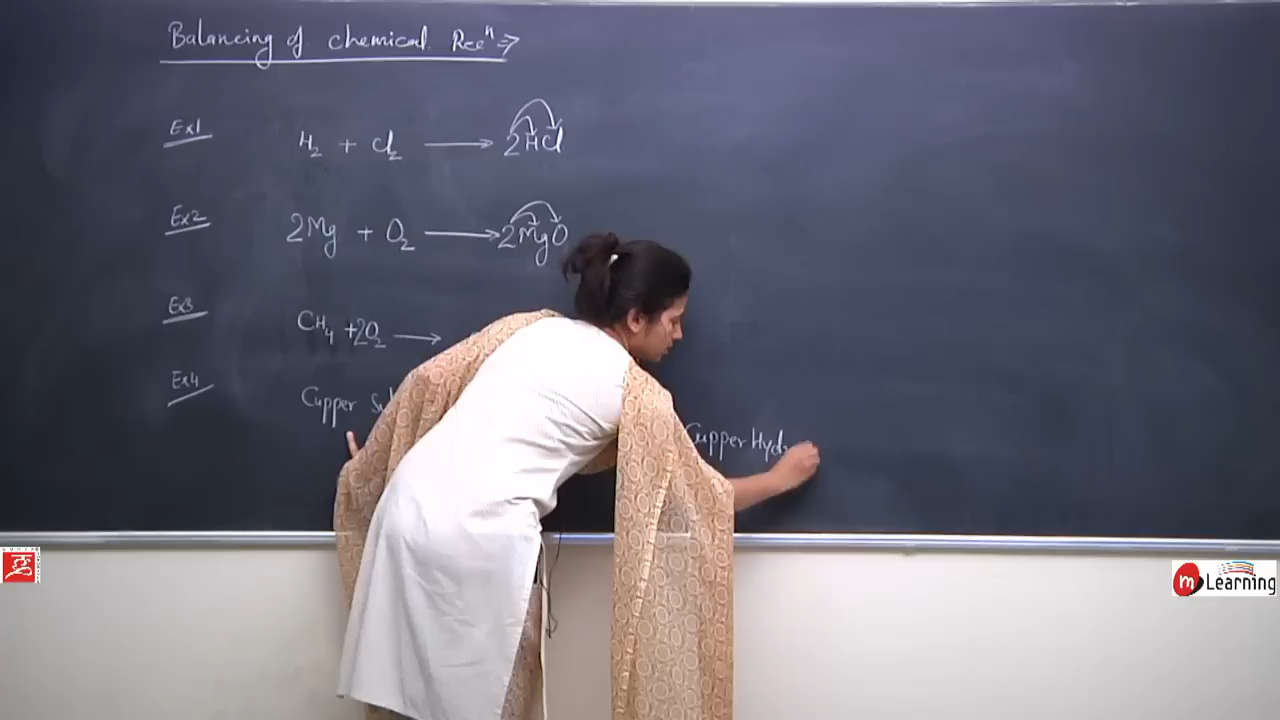 Balancing of chemical Reeⁿ ⇒
Ex1 H₂ + Cl₂ → 2HCl
Ex2 2Mg + O₂ → 2MgO
Ex3 CH₄ + 2O₂ →
Ex4 Cupper
Cupper Hyd
m Learning